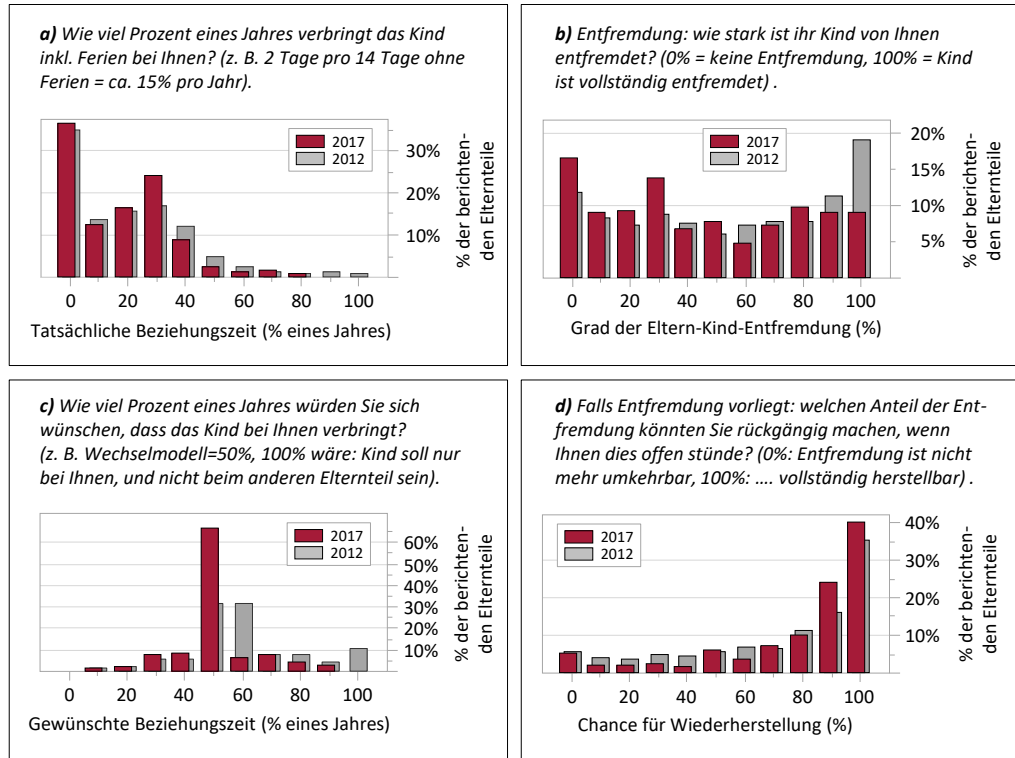 a) Wie viel Prozent eines Jahres verbringt das Kind
inkl. Ferien bei Ihnen? (z. B. 2 Tage pro 14 Tage ohne
Ferien = ca. 15% pro Jahr).
2017
2012
30%
20%
10%
% der berichten-
den Elternteile
0 20 40 60 80 100
Tatsächliche Beziehungszeit (% eines Jahres)
b) Entfremdung: wie stark ist ihr Kind von Ihnen
entfremdet? (0% = keine Entfremdung, 100% = Kind
ist vollständig entfremdet) .
2017
2012
20%
15%
10%
5%
% der berichten-
den Elternteile
0 20 40 60 80 100
Grad der Eltern-Kind-Entfremdung (%)
c) Wie viel Prozent eines Jahres würden Sie sich
wünschen, dass das Kind bei Ihnen verbringt?
(z. B. Wechselmodell=50%, 100% wäre: Kind soll nur
bei Ihnen, und nicht beim anderen Elternteil sein).
2017
2012
60%
50%
40%
30%
20%
10%
% der berichten-
den Elternteile
0 20 40 60 80 100
Gewünschte Beziehungszeit (% eines Jahres)
d) Falls Entfremdung vorliegt: welchen Anteil der Ent-
fremdung könnten Sie rückgängig machen, wenn
Ihnen dies offen stünde? (0%: Entfremdung ist nicht
mehr umkehrbar, 100%: .... vollständig herstellbar) .
2017
2012
40%
30%
20%
10%
% der berichten-
den Elternteile
0 20 40 60 80 100
Chance für Wiederherstellung (%)